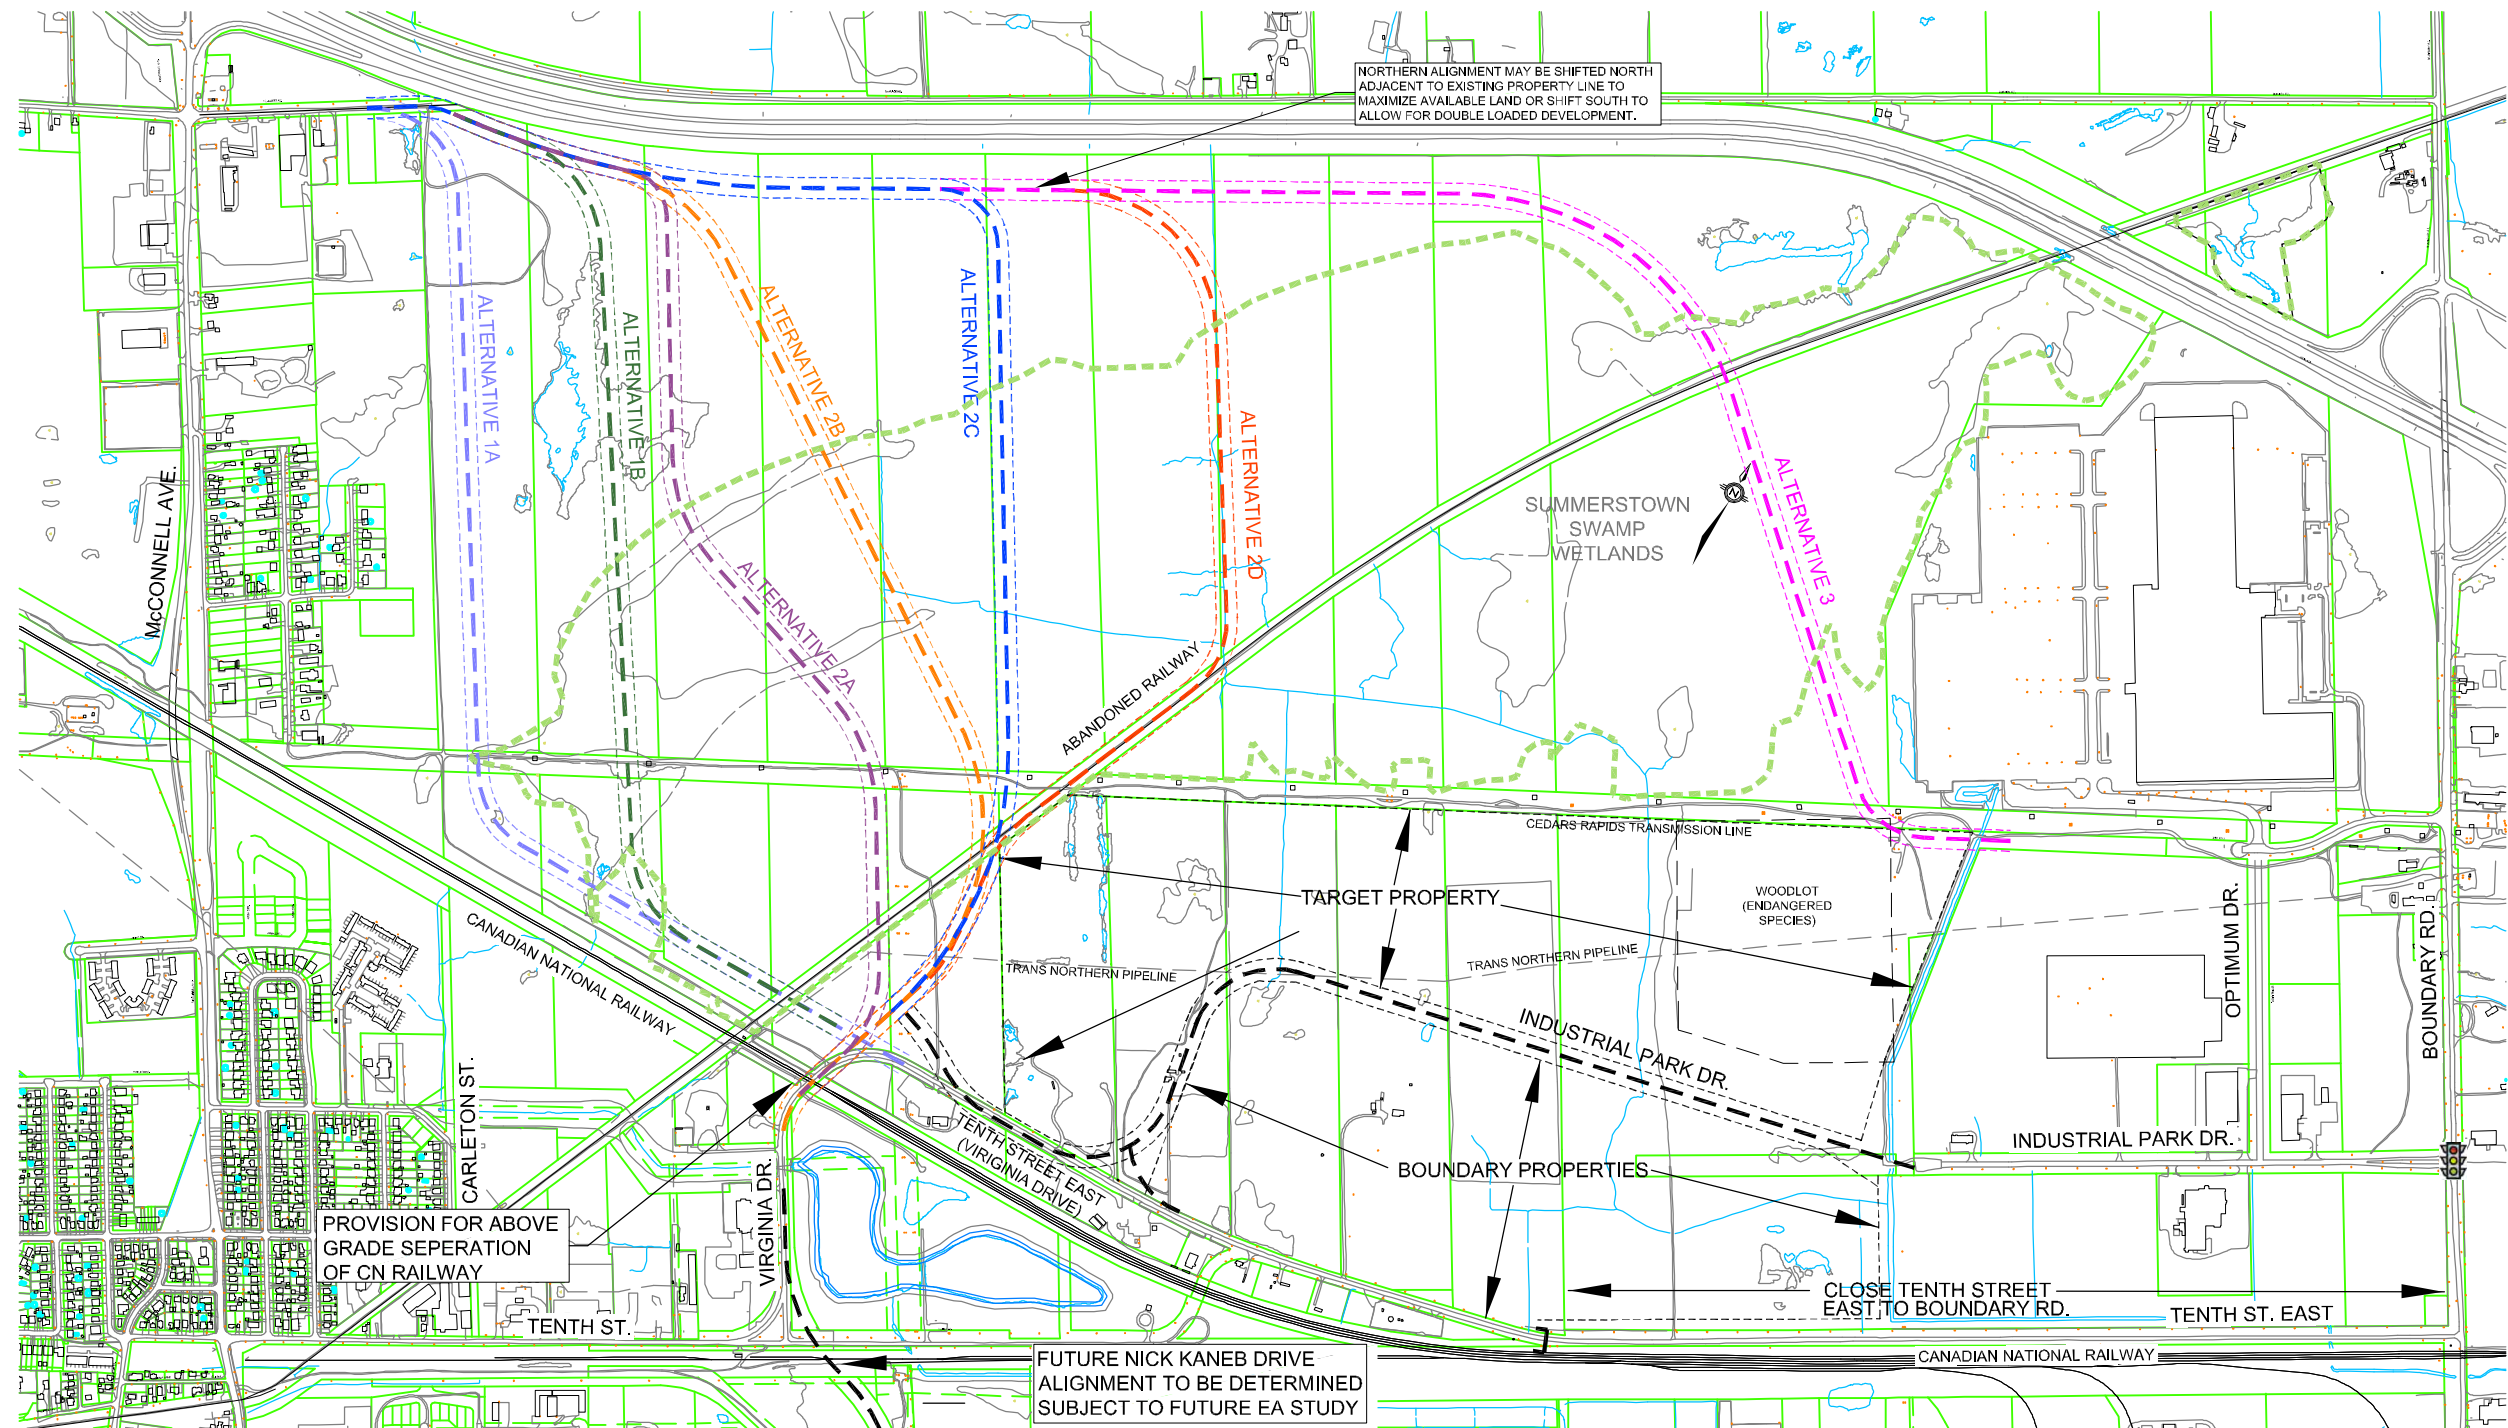 NORTHERN ALIGNMENT MAY BE SHIFTED NORTH
ADJACENT TO EXISTING PROPERTY LINE TO
MAXIMIZE AVAILABLE LAND OR SHIFT SOUTH TO
ALLOW FOR DOUBLE LOADED DEVELOPMENT.
ALTERNATIVE 1A
ALTERNATIVE 1B
ALTERNATIVE 2A
ALTERNATIVE 2B
ALTERNATIVE 2C
ALTERNATIVE 2D
ALTERNATIVE 3
McCONNELL AVE.
SUMMERSTOWN
SWAMP
WETLANDS
N
ABANDONED RAILWAY
CEDARS RAPIDS TRANSMISSION LINE
TARGET PROPERTY
WOODLOT
(ENDANGERED
SPECIES)
OPTIMUM DR.
BOUNDARY RD.
CANADIAN NATIONAL RAILWAY
TRANS NORTHERN PIPELINE
TRANS NORTHERN PIPELINE
INDUSTRIAL PARK DR.
INDUSTRIAL PARK DR.
CARLETON ST.
TENTH STREET EAST
(VIRIGINIA DRIVE)
BOUNDARY PROPERTIES
VIRGINIA DR.
PROVISION FOR ABOVE
GRADE SEPERATION
OF CN RAILWAY
CLOSE TENTH STREET
EAST TO BOUNDARY RD.
TENTH ST.
TENTH ST. EAST
CANADIAN NATIONAL RAILWAY
FUTURE NICK KANEB DRIVE
ALIGNMENT TO BE DETERMINED
SUBJECT TO FUTURE EA STUDY